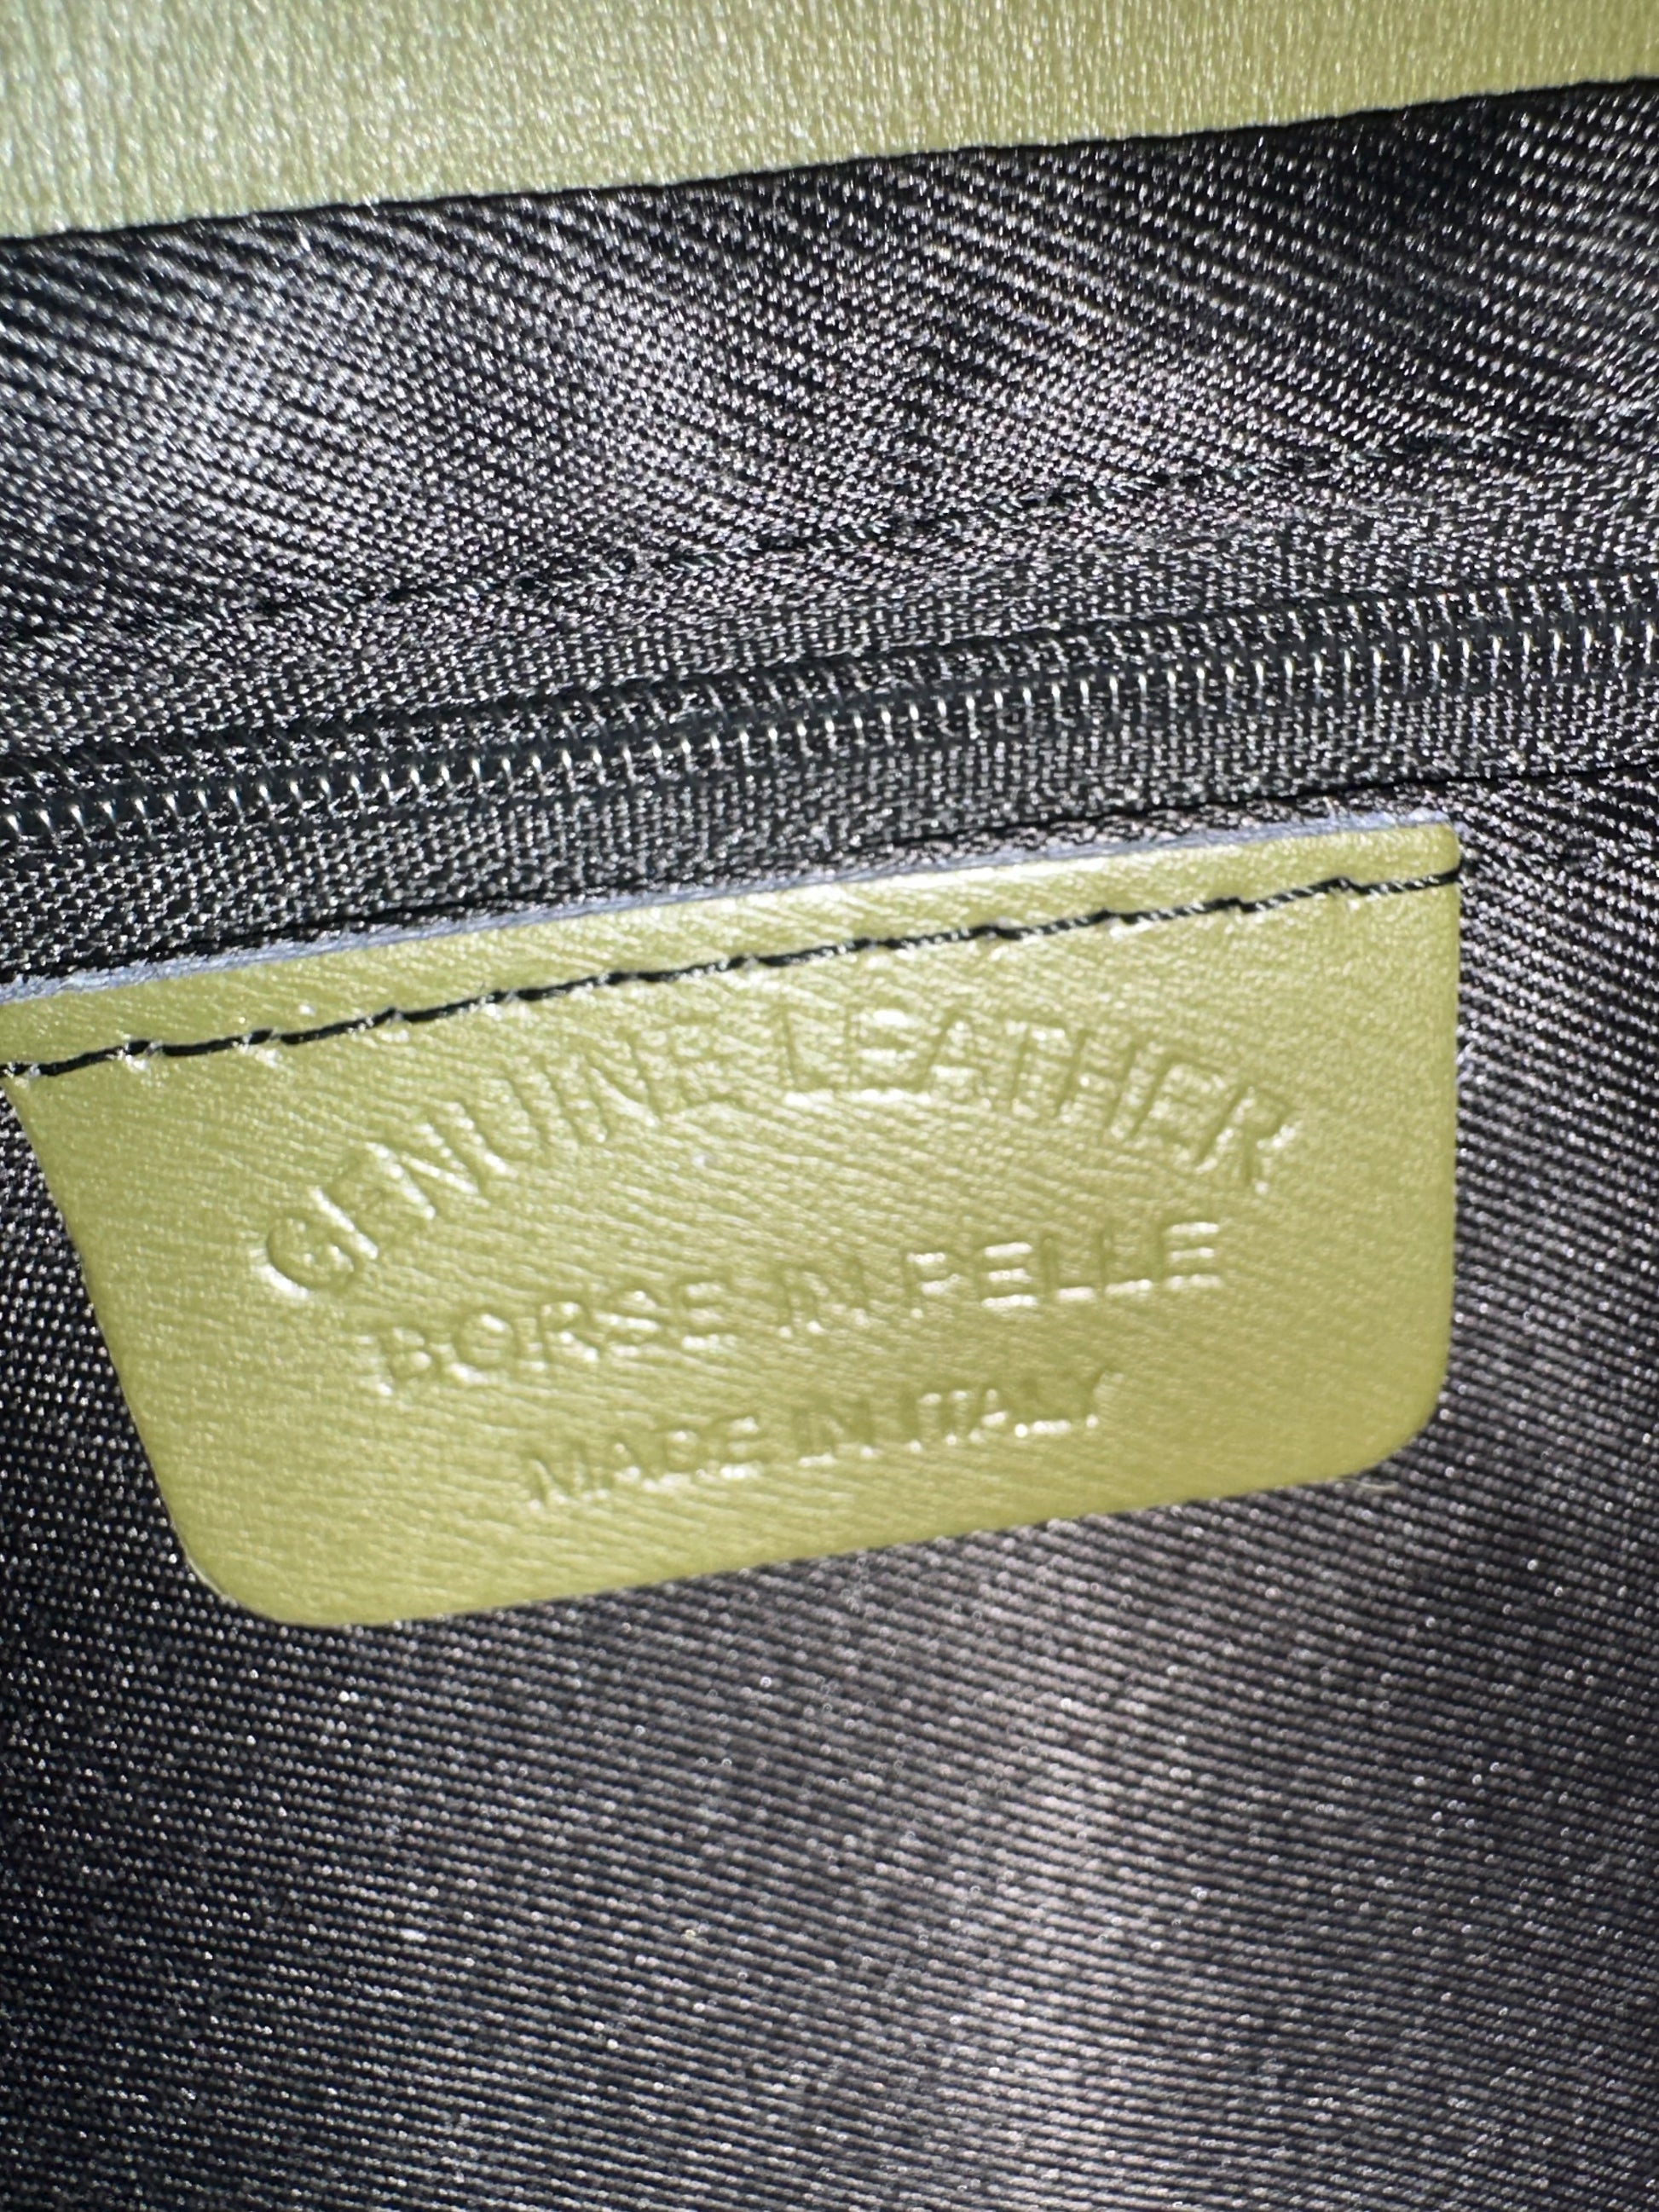 GENUINE LEATHER
BORSE IN PELLE
MADE IN ITALY